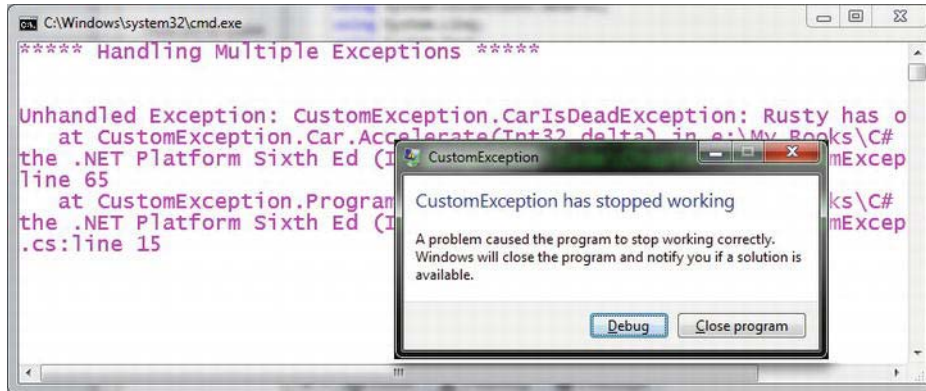 C:\Windows\system32\cmd.exe
***** Handling Multiple Exceptions *****
Unhandled Exception: CustomException.CarIsDeadException: Rusty has o
at CustomException.Car.Accelerate(Int32 delta) in e:\My Books\C#
the .NET Platform Sixth Ed (I mExcep
line 65
at CustomException.Program ks\C#
the .NET Platform Sixth Ed (I mExcep
.cs:line 15
CustomException
CustomException has stopped working
A problem caused the program to stop working correctly.
Windows will close the program and notify you if a solution is
available.
Debug Close program